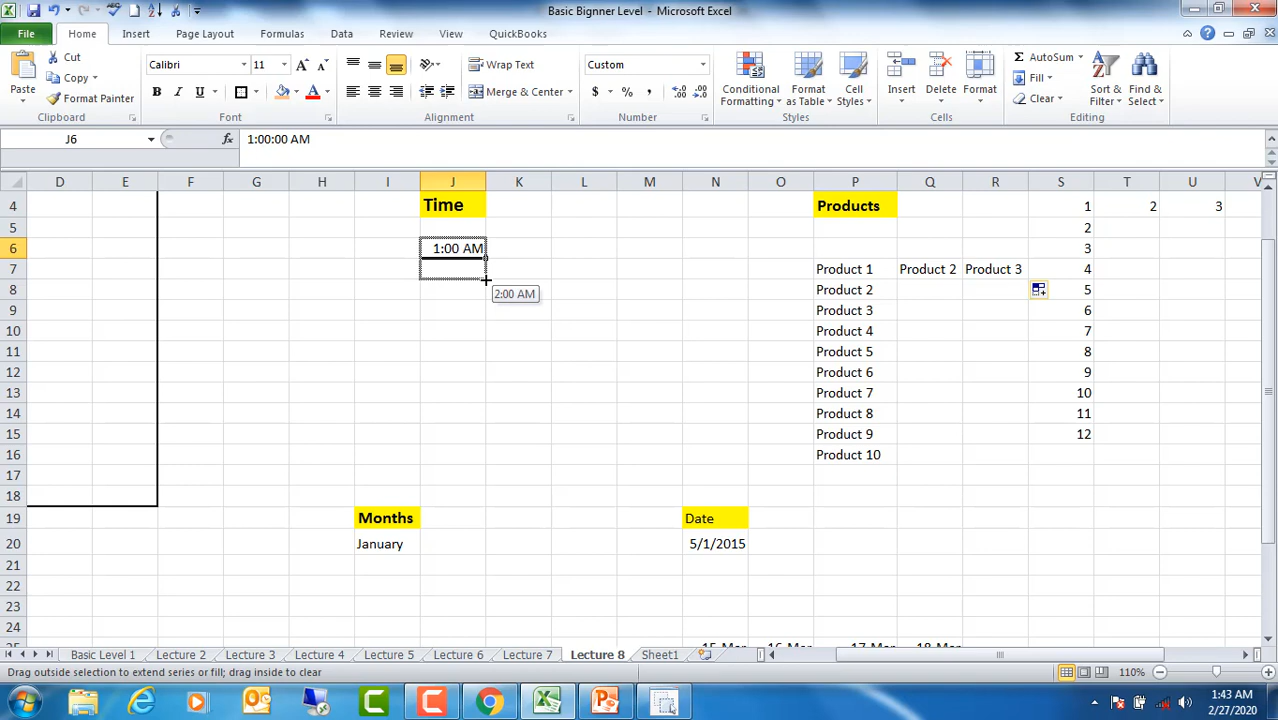 Basic Bignner Level - Microsoft Excel
File Home Insert Page Layout Formulas Data Review View QuickBooks
Paste Cut Copy Format Painter Clipboard
Calibri 11 B I U A A A Font
Wrap Text Merge & Center Alignment
Custom $ % , Number
Conditional Formatting Format as Table Cell Styles Styles
Insert Delete Format Cells
Σ AutoSum Fill Clear Sort & Filter Find & Select Editing
J6 fx 1:00:00 AM
D E F G H I J K L M N O P Q R S T U V
4 Time Products 1 2 3
5 2
6 1:00 AM 3
7 Product 1 Product 2 Product 3 4
8 2:00 AM Product 2 5
9 Product 3 6
10 Product 4 7
11 Product 5 8
12 Product 6 9
13 Product 7 10
14 Product 8 11
15 Product 9 12
16 Product 10
17
18
19 Months Date
20 January 5/1/2015
21
22
23
24
25 15-Mar 16-Mar 17-Mar 18-Mar
Basic Level 1 Lecture 2 Lecture 3 Lecture 4 Lecture 5 Lecture 6 Lecture 7 Lecture 8 Sheet1
Drag outside selection to extend series or fill; drag inside to clear 110%
1:43 AM
2/27/2020